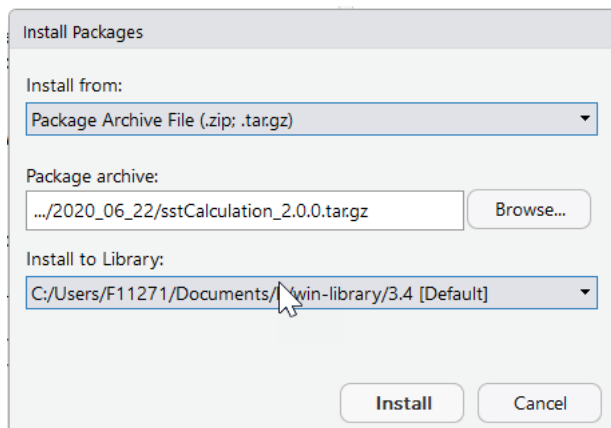 Install Packages
Install from:
Package Archive File (.zip; .tar.gz)
Package archive:
.../2020_06_22/sstCalculation_2.0.0.tar.gz
Browse...
Install to Library:
C:/Users/F11271/Documents/ /win-library/3.4 [Default]
Install
Cancel